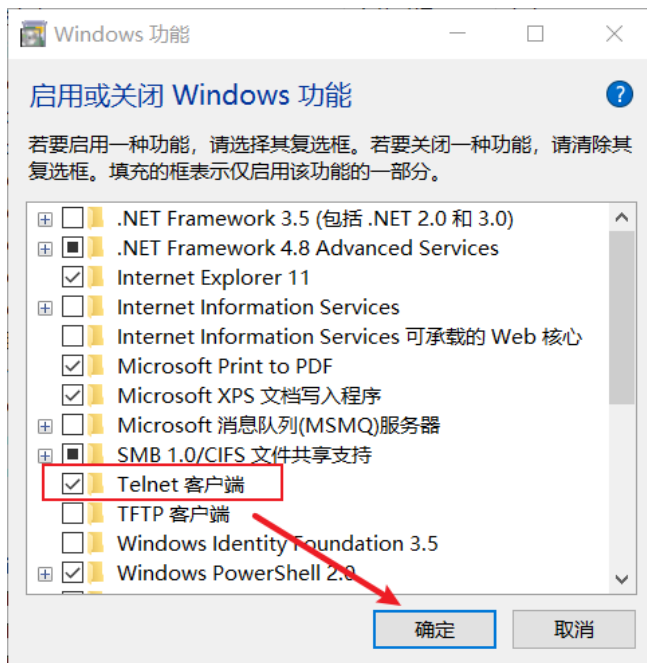 Windows 功能
启用或关闭 Windows 功能
?
若要启用一种功能，请选择其复选框。若要关闭一种功能，请清除其
复选框。填充的框表示仅启用该功能的一部分。
.NET Framework 3.5 (包括 .NET 2.0 和 3.0)
.NET Framework 4.8 Advanced Services
Internet Explorer 11
Internet Information Services
Internet Information Services 可承载的 Web 核心
Microsoft Print to PDF
Microsoft XPS 文档写入程序
Microsoft 消息队列(MSMQ)服务器
SMB 1.0/CIFS 文件共享支持
Telnet 客户端
TFTP 客户端
Windows Identity Foundation 3.5
Windows PowerShell 2.0
确定
取消